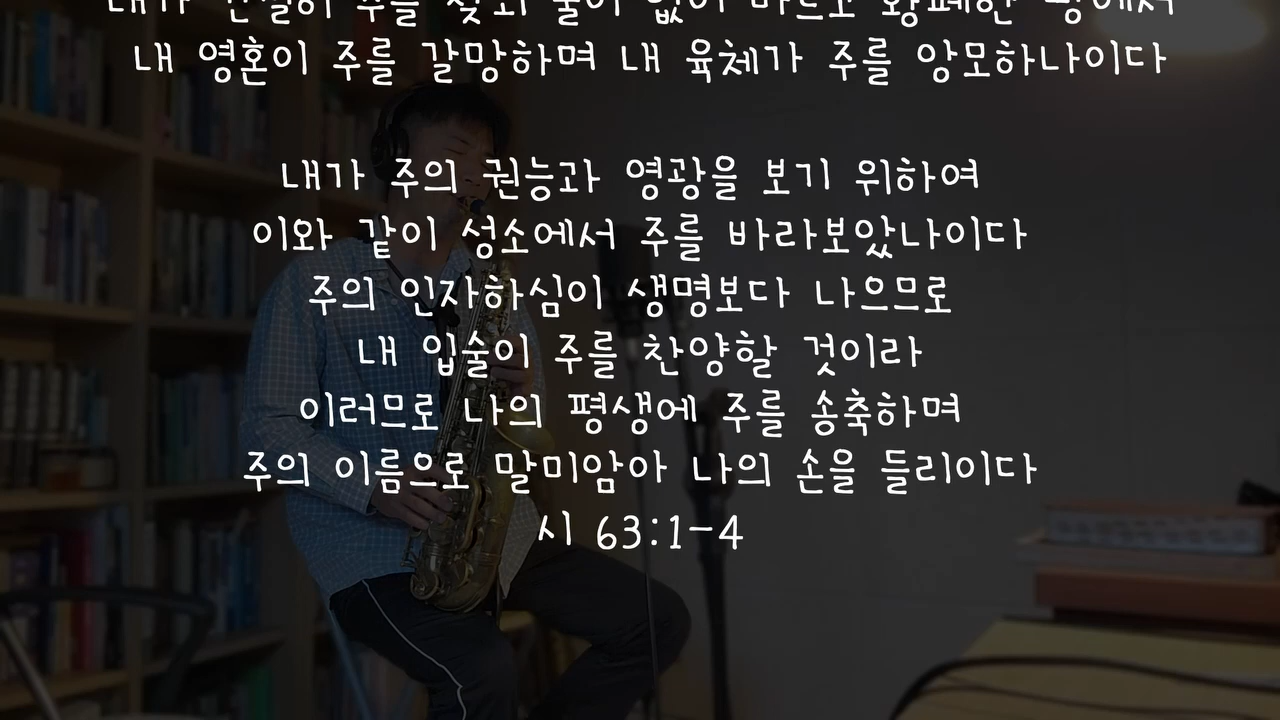 내 영혼이 주를 갈망하며 내 육체가 주를 앙모하나이다
내가 주의 권능과 영광을 보기 위하여
이와 같이 성소에서 주를 바라보았나이다
주의 인자하심이 생명보다 나으므로
내 입술이 주를 찬양할 것이라
이러므로 나의 평생에 주를 송축하며
주의 이름으로 말미암아 나의 손을 들리이다
시 63:1-4